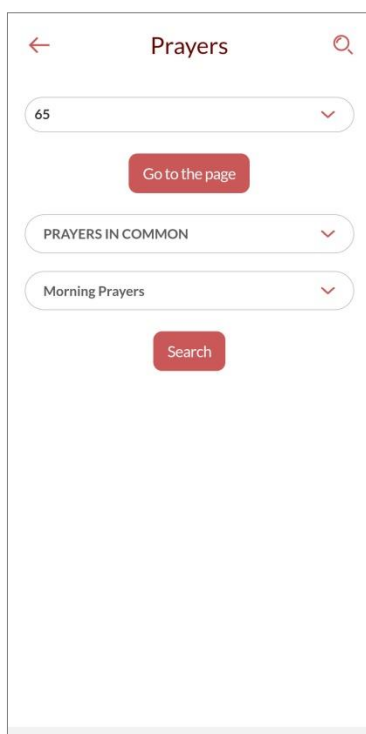 Prayers
65
Go to the page
PRAYERS IN COMMON
Morning Prayers
Search